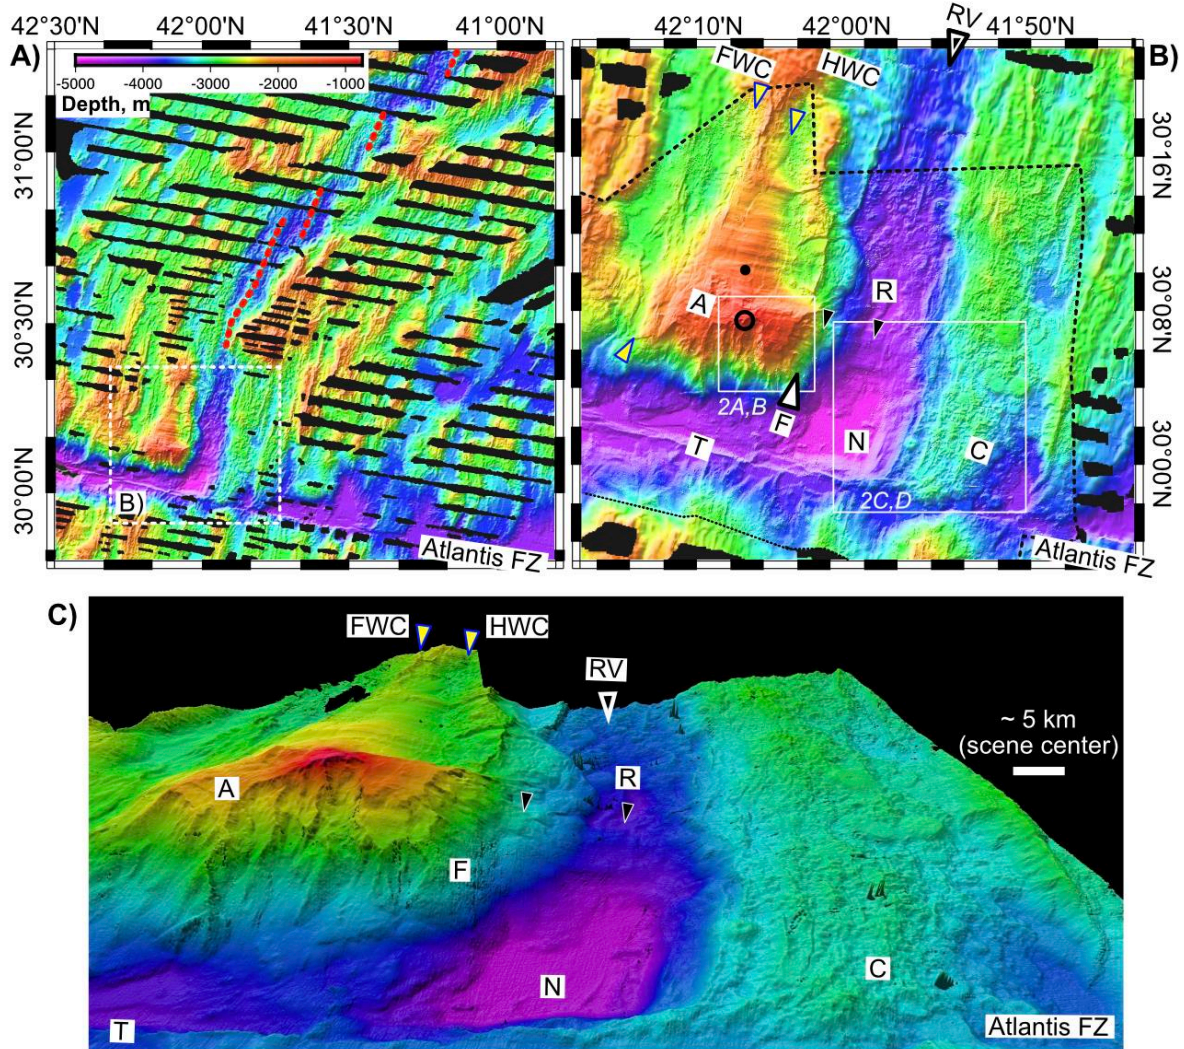 A)
42°30'W
42°00'W
41°30'W
41°00'W
-5000
-4000
-3000
-2000
-1000
Depth, m
31°0'N
30°30'N
30°0'N
B)
Atlantis FZ
B)
42°10'W
42°00'W
41°50'W
RV
FWC
HWC
30°16'N
30°08'N
30°00'N
A
R
2A,B
F
T
N
C
2C,D
Atlantis FZ
C)
FWC
HWC
RV
~ 5 km
(scene center)
A
R
F
N
C
T
Atlantis FZ